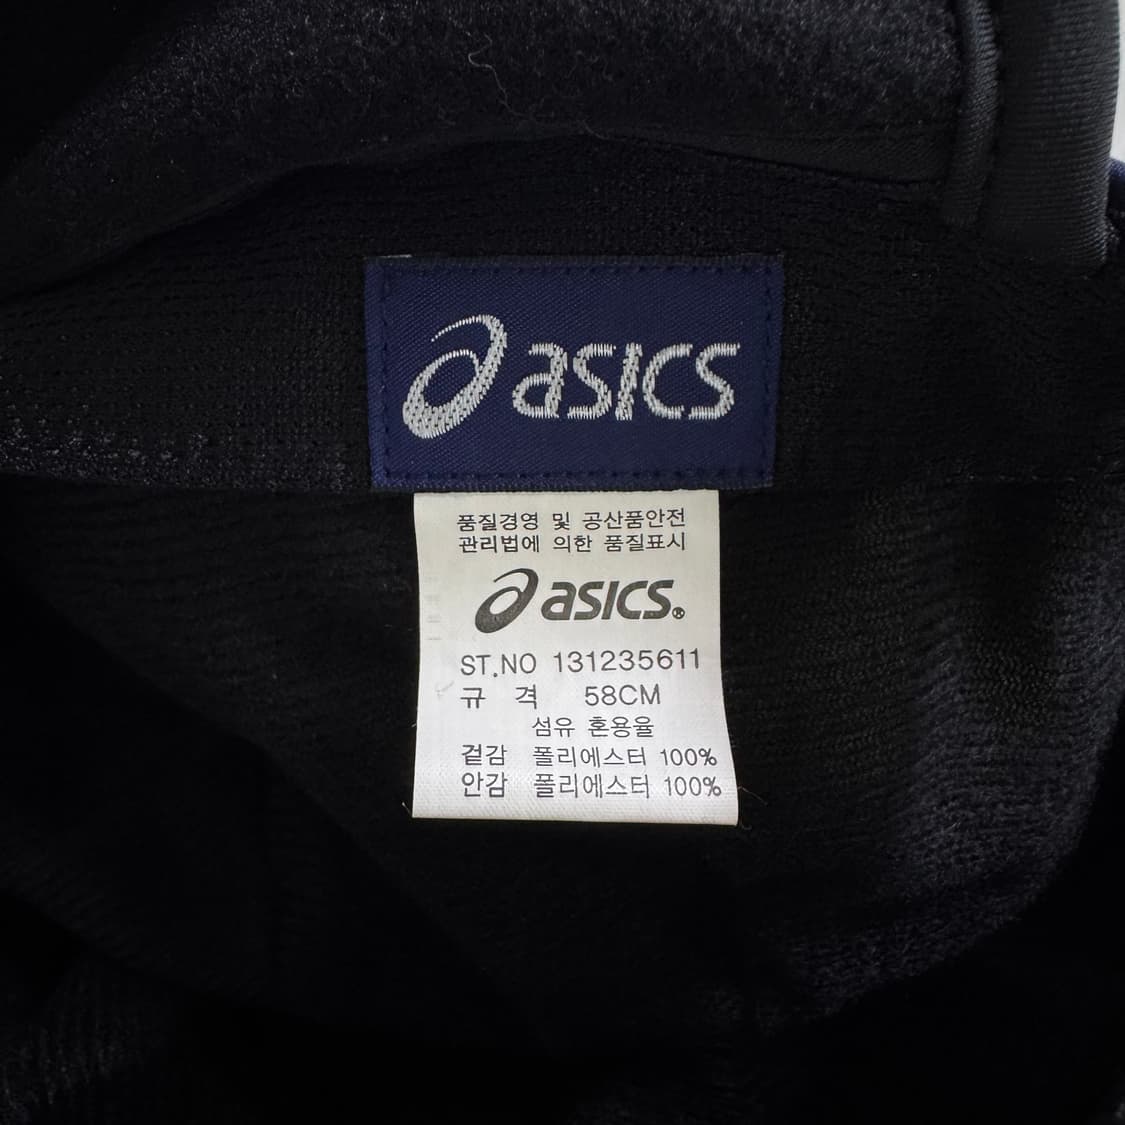 asics
품질경영 및 공산품안전
관리법에 의한 품질표시
asics®
ST.NO 131235611
규 격 58CM
섬유 혼용율
겉감 폴리에스터 100%
안감 폴리에스터 100%